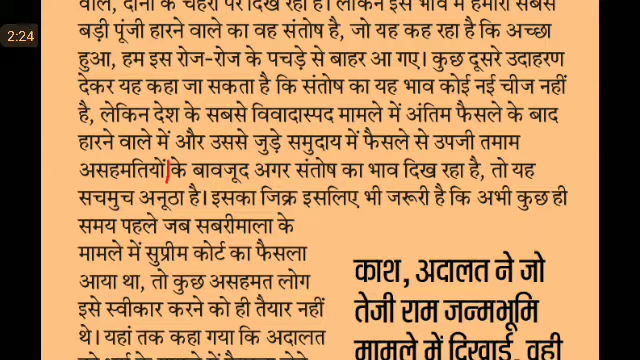 2:24
वाले, दोनों के चेहरों पर दिख रहा है। लेकिन इस भाव में हमारी सबसे
बड़ी पूंजी हारने वाले का वह संतोष है, जो यह कह रहा है कि अच्छा
हुआ, हम इस रोज-रोज के पचड़े से बाहर आ गए। कुछ दूसरे उदाहरण
देकर यह कहा जा सकता है कि संतोष का यह भाव कोई नई चीज नहीं
है, लेकिन देश के सबसे विवादास्पद मामले में अंतिम फैसले के बाद
हारने वाले में और उससे जुड़े समुदाय में फैसले से उपजी तमाम
असहमतियों के बावजूद अगर संतोष का भाव दिख रहा है, तो यह
सचमुच अनूठा है। इसका जिक्र इसलिए भी जरूरी है कि अभी कुछ ही
समय पहले जब सबरीमाला के
मामले में सुप्रीम कोर्ट का फैसला
आया था, तो कुछ असहमत लोग
इसे स्वीकार करने को ही तैयार नहीं
थे। यहां तक कहा गया कि अदालत
काश, अदालत ने जो
तेजी राम जन्मभूमि
मामले में दिखाई, वही